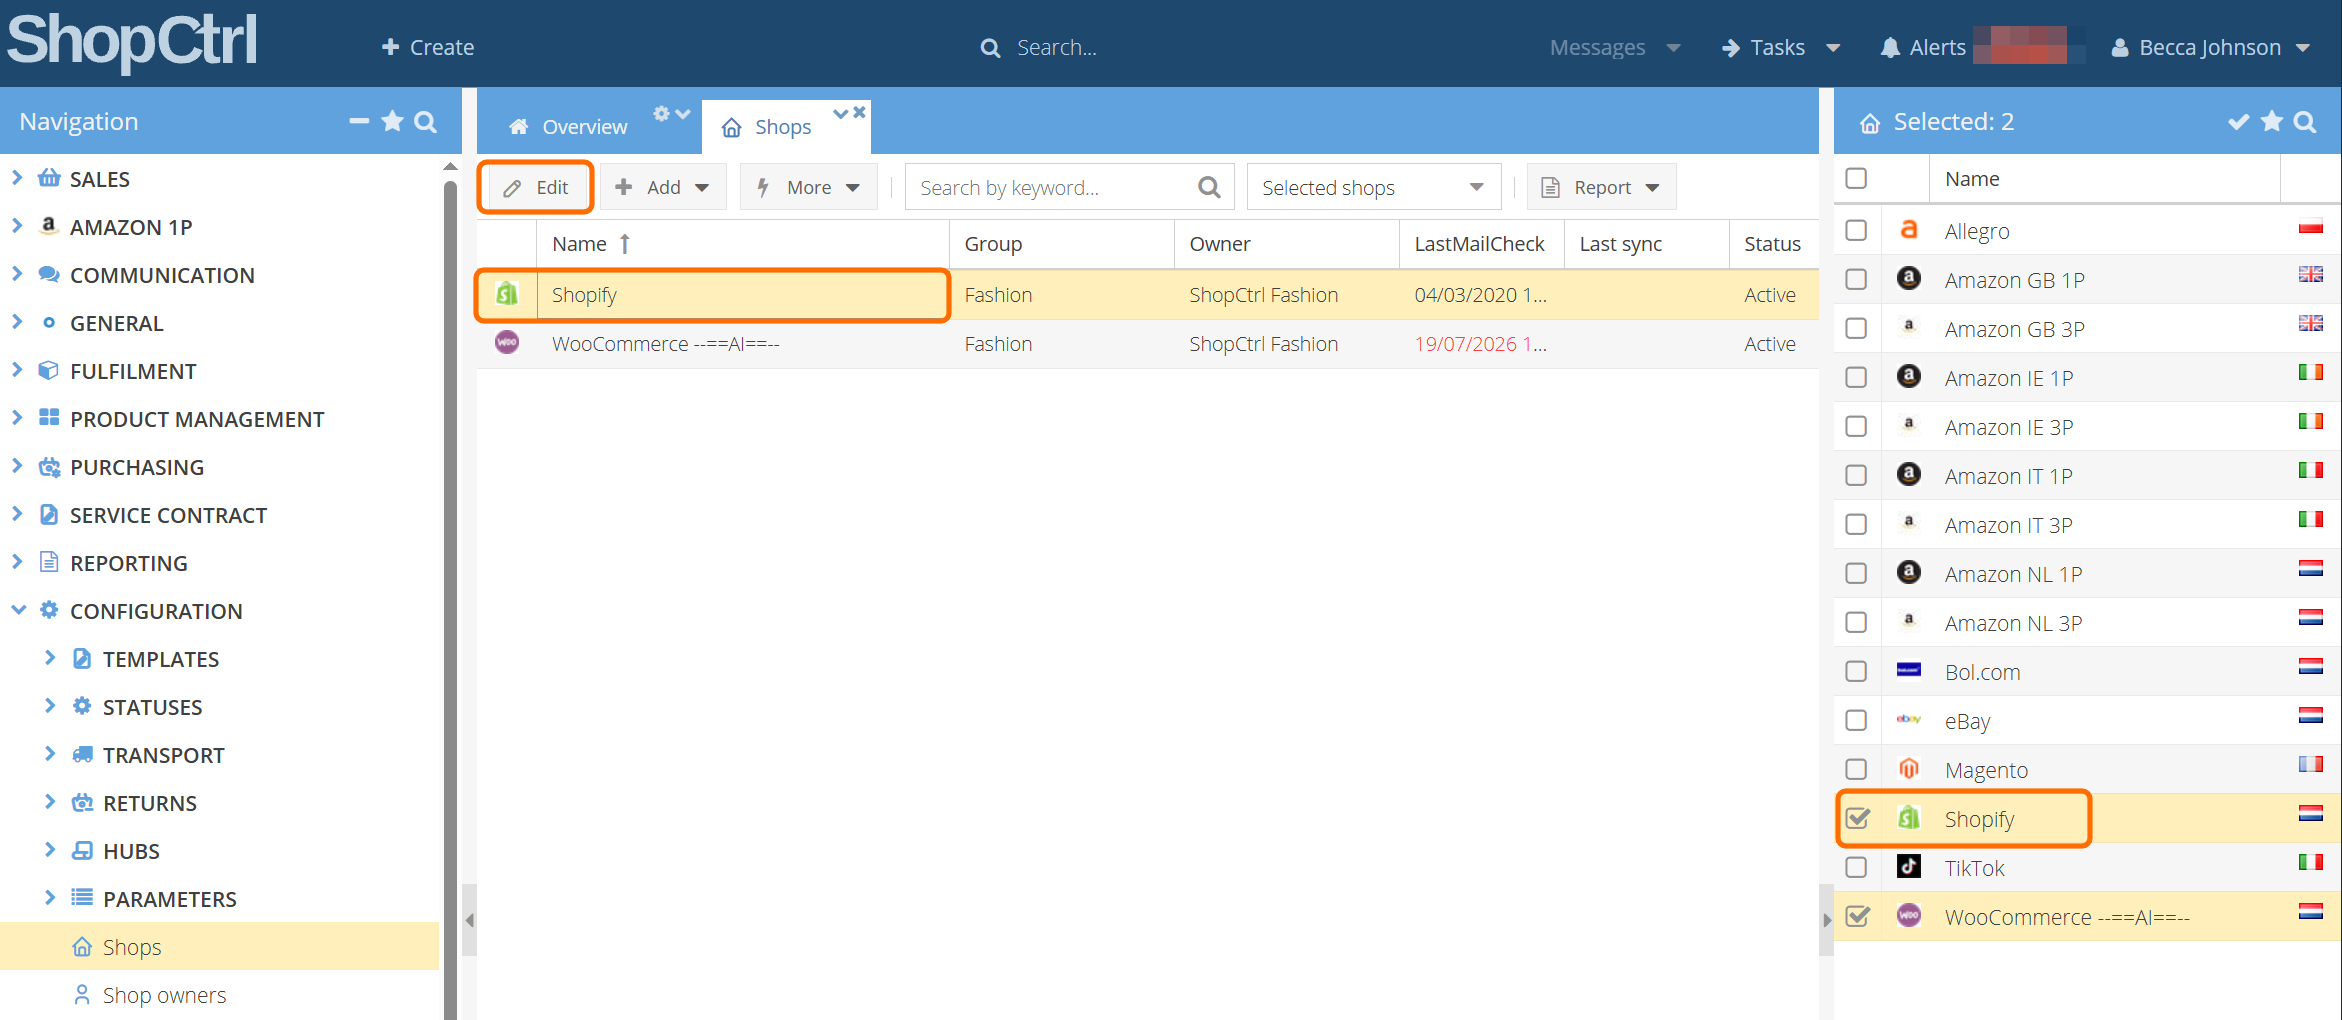 ShopCtrl
Create
Search...
Messages
Tasks
Alerts
Becca Johnson
Navigation
SALES
AMAZON 1P
COMMUNICATION
GENERAL
FULFILMENT
PRODUCT MANAGEMENT
PURCHASING
SERVICE CONTRACT
REPORTING
CONFIGURATION
TEMPLATES
STATUSES
TRANSPORT
RETURNS
HUBS
PARAMETERS
Shops
Shop owners
Overview
Shops
Edit
Add
More
Search by keyword...
Selected shops
Report
Name Group Owner LastMailCheck Last sync Status
Shopify Fashion ShopCtrl Fashion 04/03/2020 1... Active
WooCommerce --==AI==-- Fashion ShopCtrl Fashion 19/07/2026 1... Active
Selected: 2
Name
Allegro
Amazon GB 1P
Amazon GB 3P
Amazon IE 1P
Amazon IE 3P
Amazon IT 1P
Amazon IT 3P
Amazon NL 1P
Amazon NL 3P
Bol.com
eBay
Magento
Shopify
TikTok
WooCommerce --==AI==--